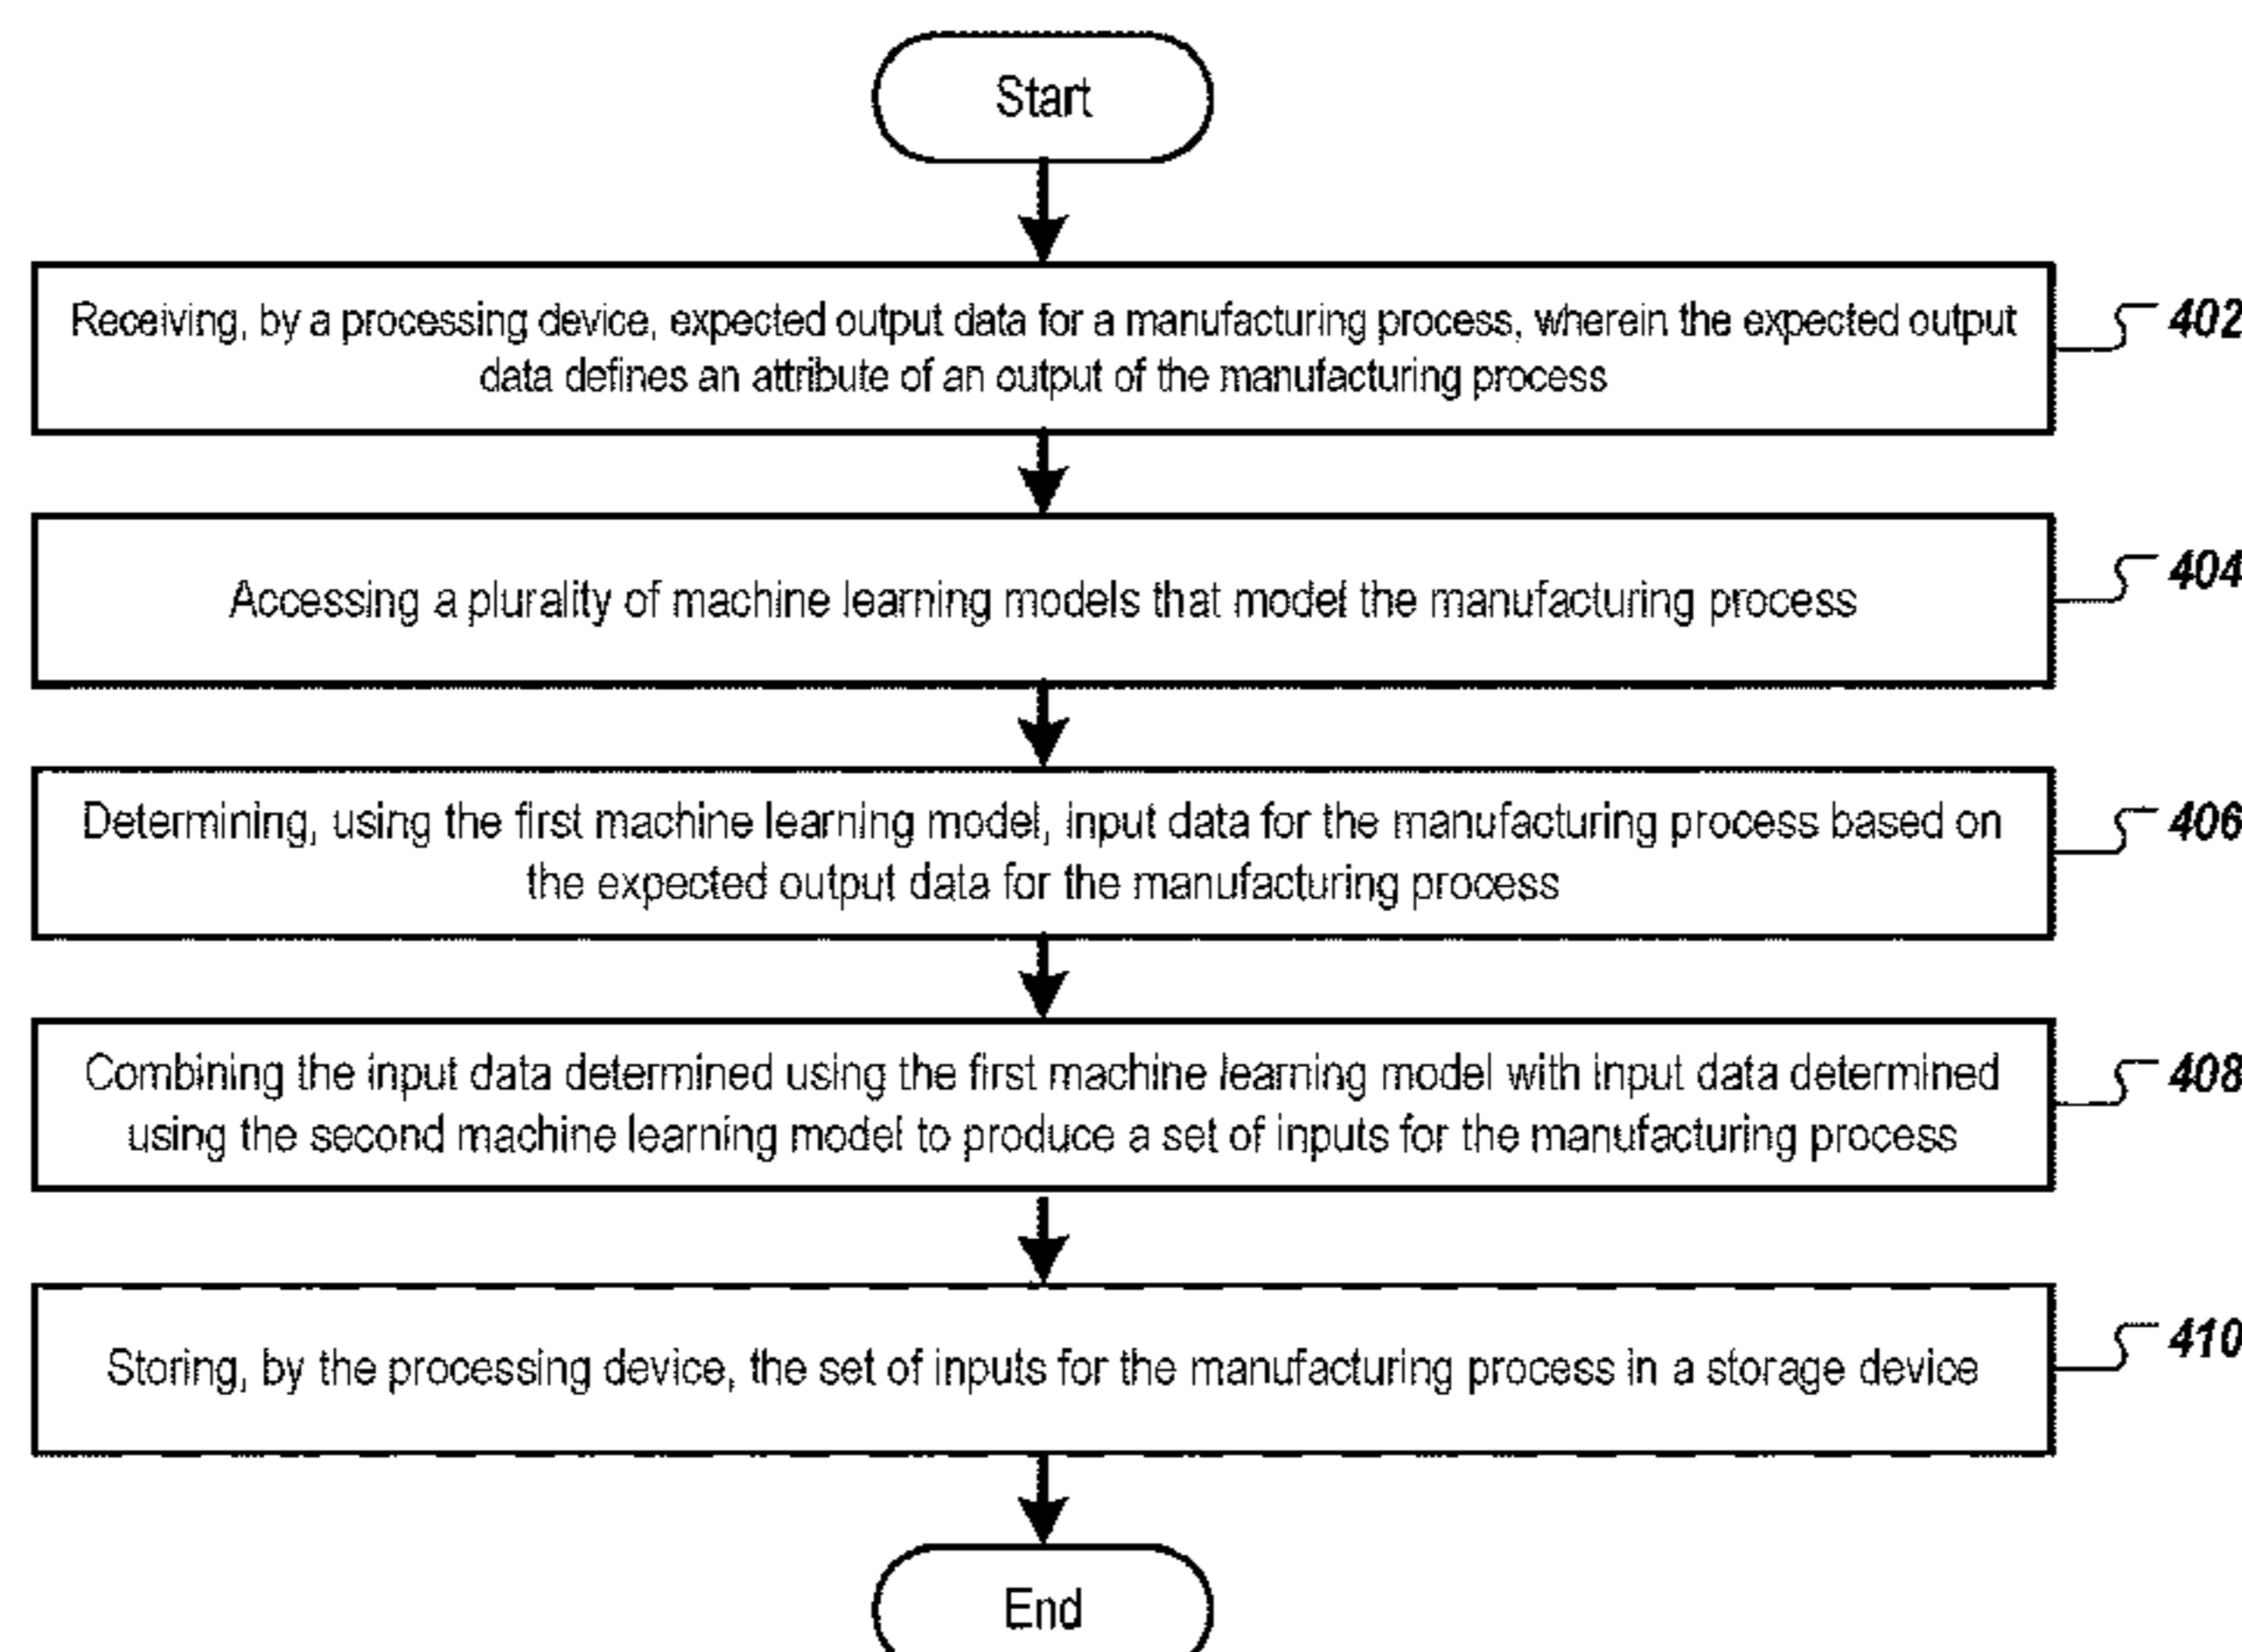 Start
Receiving, by a processing device, expected output data for a manufacturing process, wherein the expected output
data defines an attribute of an output of the manufacturing process
402
Accessing a plurality of machine learning models that model the manufacturing process
404
Determining, using the first machine learning model, input data for the manufacturing process based on
the expected output data for the manufacturing process
406
Combining the input data determined using the first machine learning model with input data determined
using the second machine learning model to produce a set of inputs for the manufacturing process
408
Storing, by the processing device, the set of inputs for the manufacturing process in a storage device
410
End